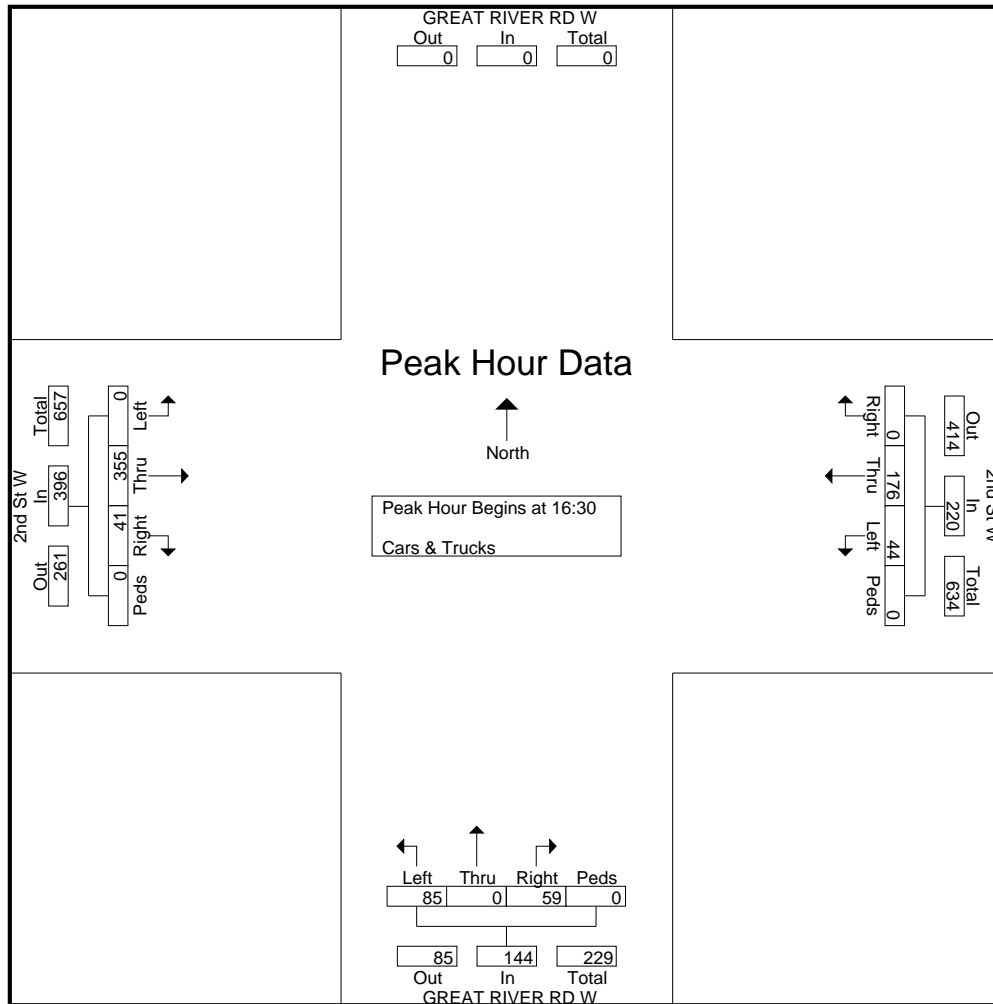 GREAT RIVER RD W
Out In Total
0 0 0
Peak Hour Data
North
Peak Hour Begins at 16:30
Cars & Trucks
2nd St W
Out In Total
261 396 657
Left Thru Right Peds
0 355 41 0
Right Thru Left Peds
0 176 44 0
Out In Total
414 220 634
2nd St W
Left Thru Right Peds
85 0 59 0
85 144 229
Out In Total
GREAT RIVER RD W